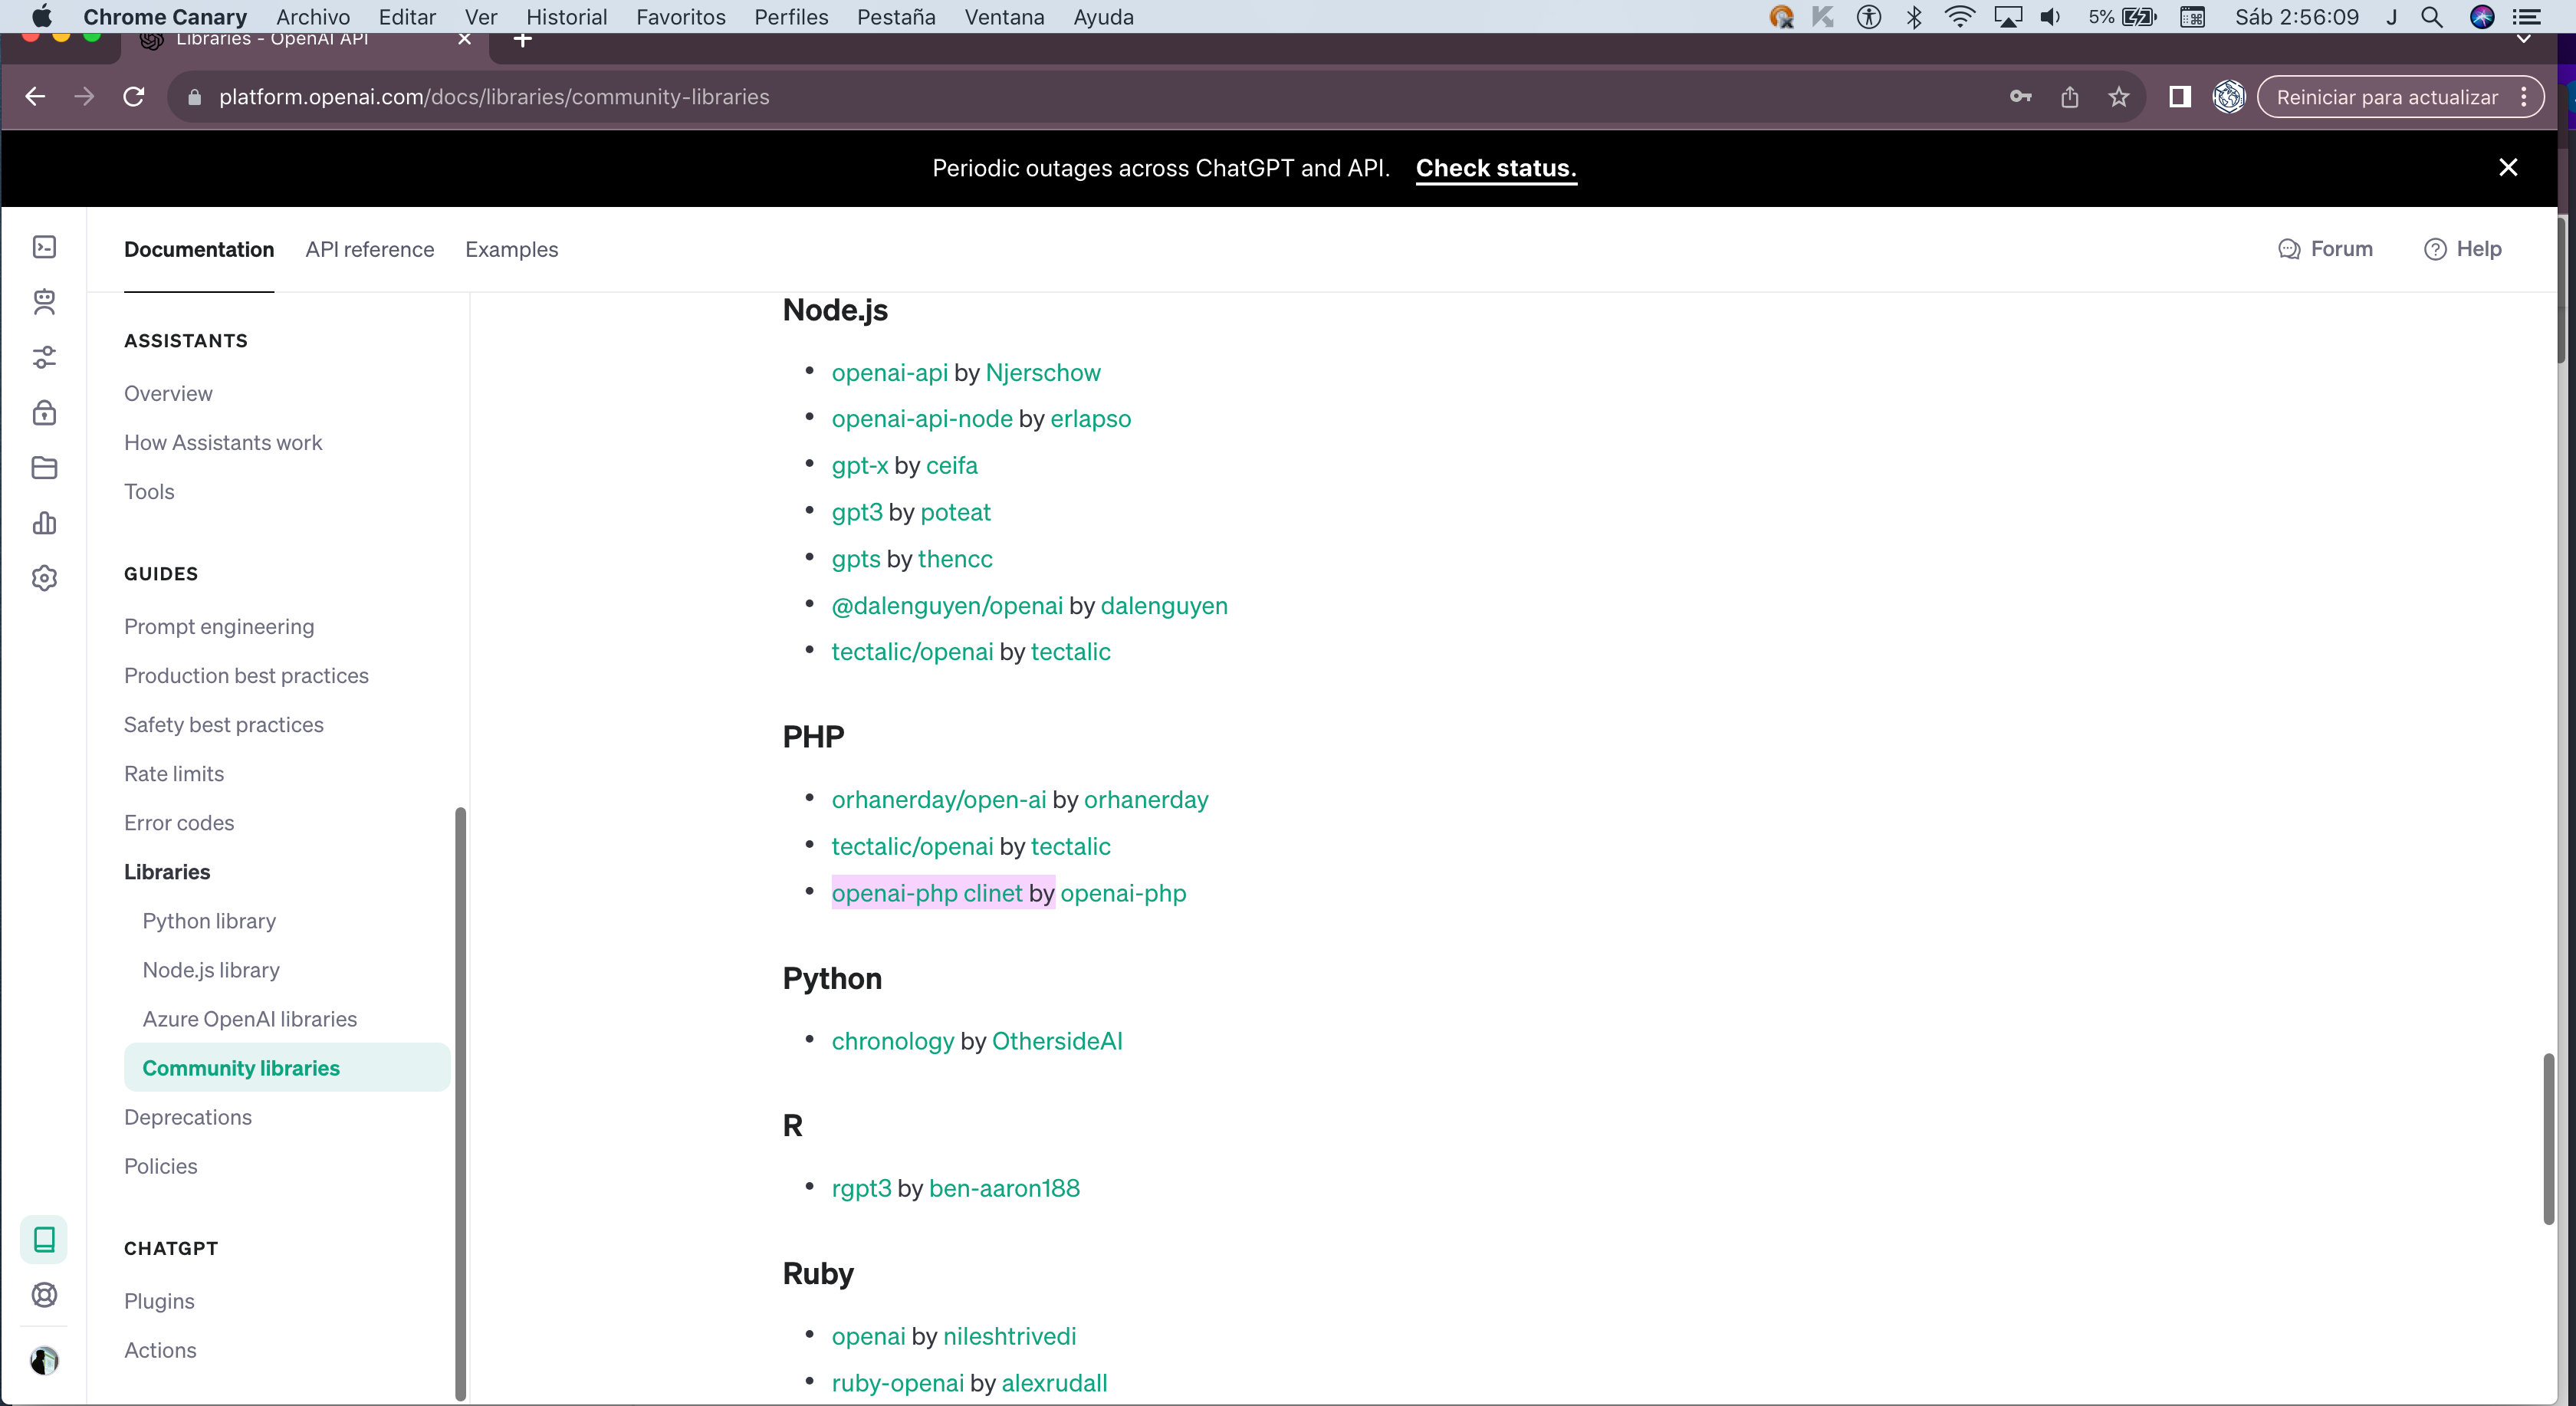 Chrome Canary Archivo Editar Ver Historial Favoritos Perfiles Pestaña Ventana Ayuda 5% Sáb 2:56:09 J
Libraries - OpenAI API
platform.openai.com/docs/libraries/community-libraries Reiniciar para actualizar
Periodic outages across ChatGPT and API. Check status.
Documentation API reference Examples Forum Help
ASSISTANTS
Overview
How Assistants work
Tools
GUIDES
Prompt engineering
Production best practices
Safety best practices
Rate limits
Error codes
Libraries
Python library
Node.js library
Azure OpenAI libraries
Community libraries
Deprecations
Policies
CHATGPT
Plugins
Actions
Node.js
• openai-api by Njerschow
• openai-api-node by erlapso
• gpt-x by ceifa
• gpt3 by poteat
• gpts by thencc
• @dalenguyen/openai by dalenguyen
• tectalic/openai by tectalic
PHP
• orhanerday/open-ai by orhanerday
• tectalic/openai by tectalic
• openai-php clinet by openai-php
Python
• chronology by OthersideAI
R
• rgpt3 by ben-aaron188
Ruby
• openai by nileshtrivedi
• ruby-openai by alexrudall